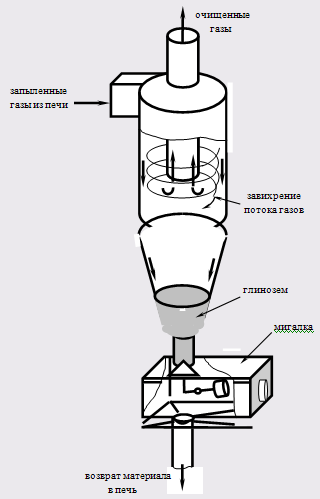 очищенные
газы
запыленные
газы из печи
завихрение
потока газов
глинозем
мигалка
возврат материала
в печь